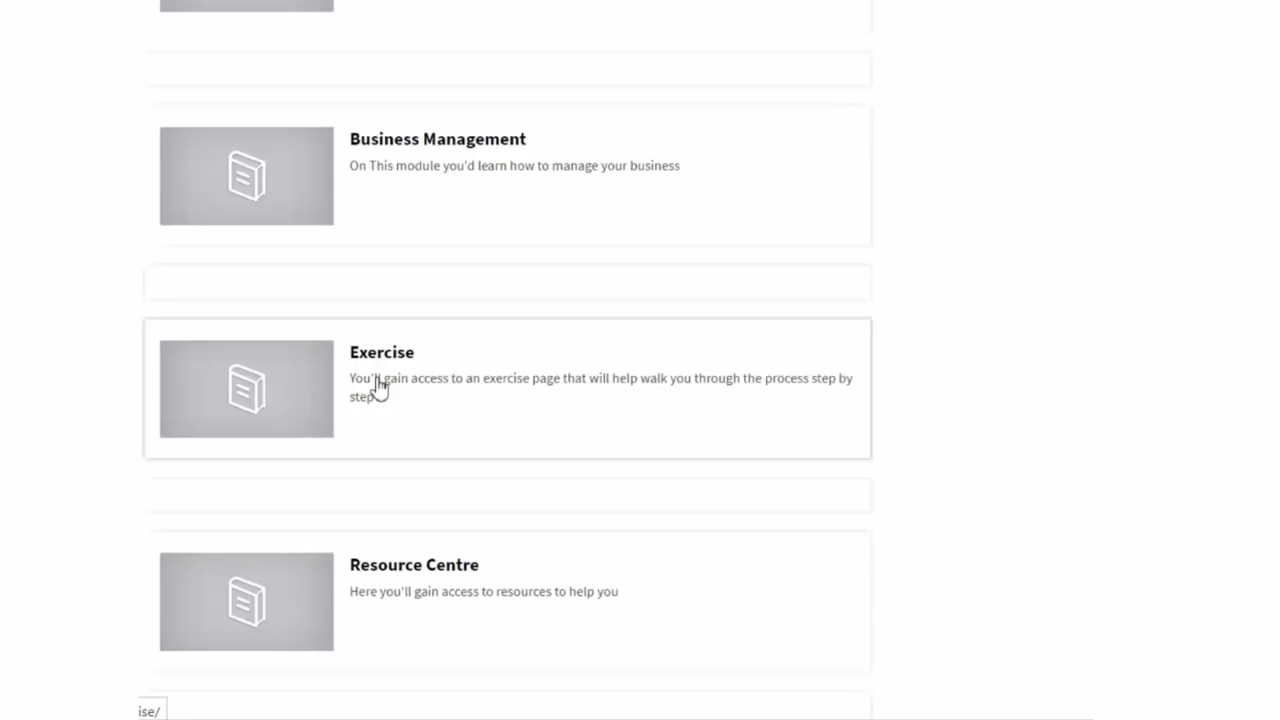 Business Management
On This module you'd learn how to manage your business
Exercise
You'll gain access to an exercise page that will help walk you through the process step by
step
Resource Centre
Here you'll gain access to resources to help you
ise/